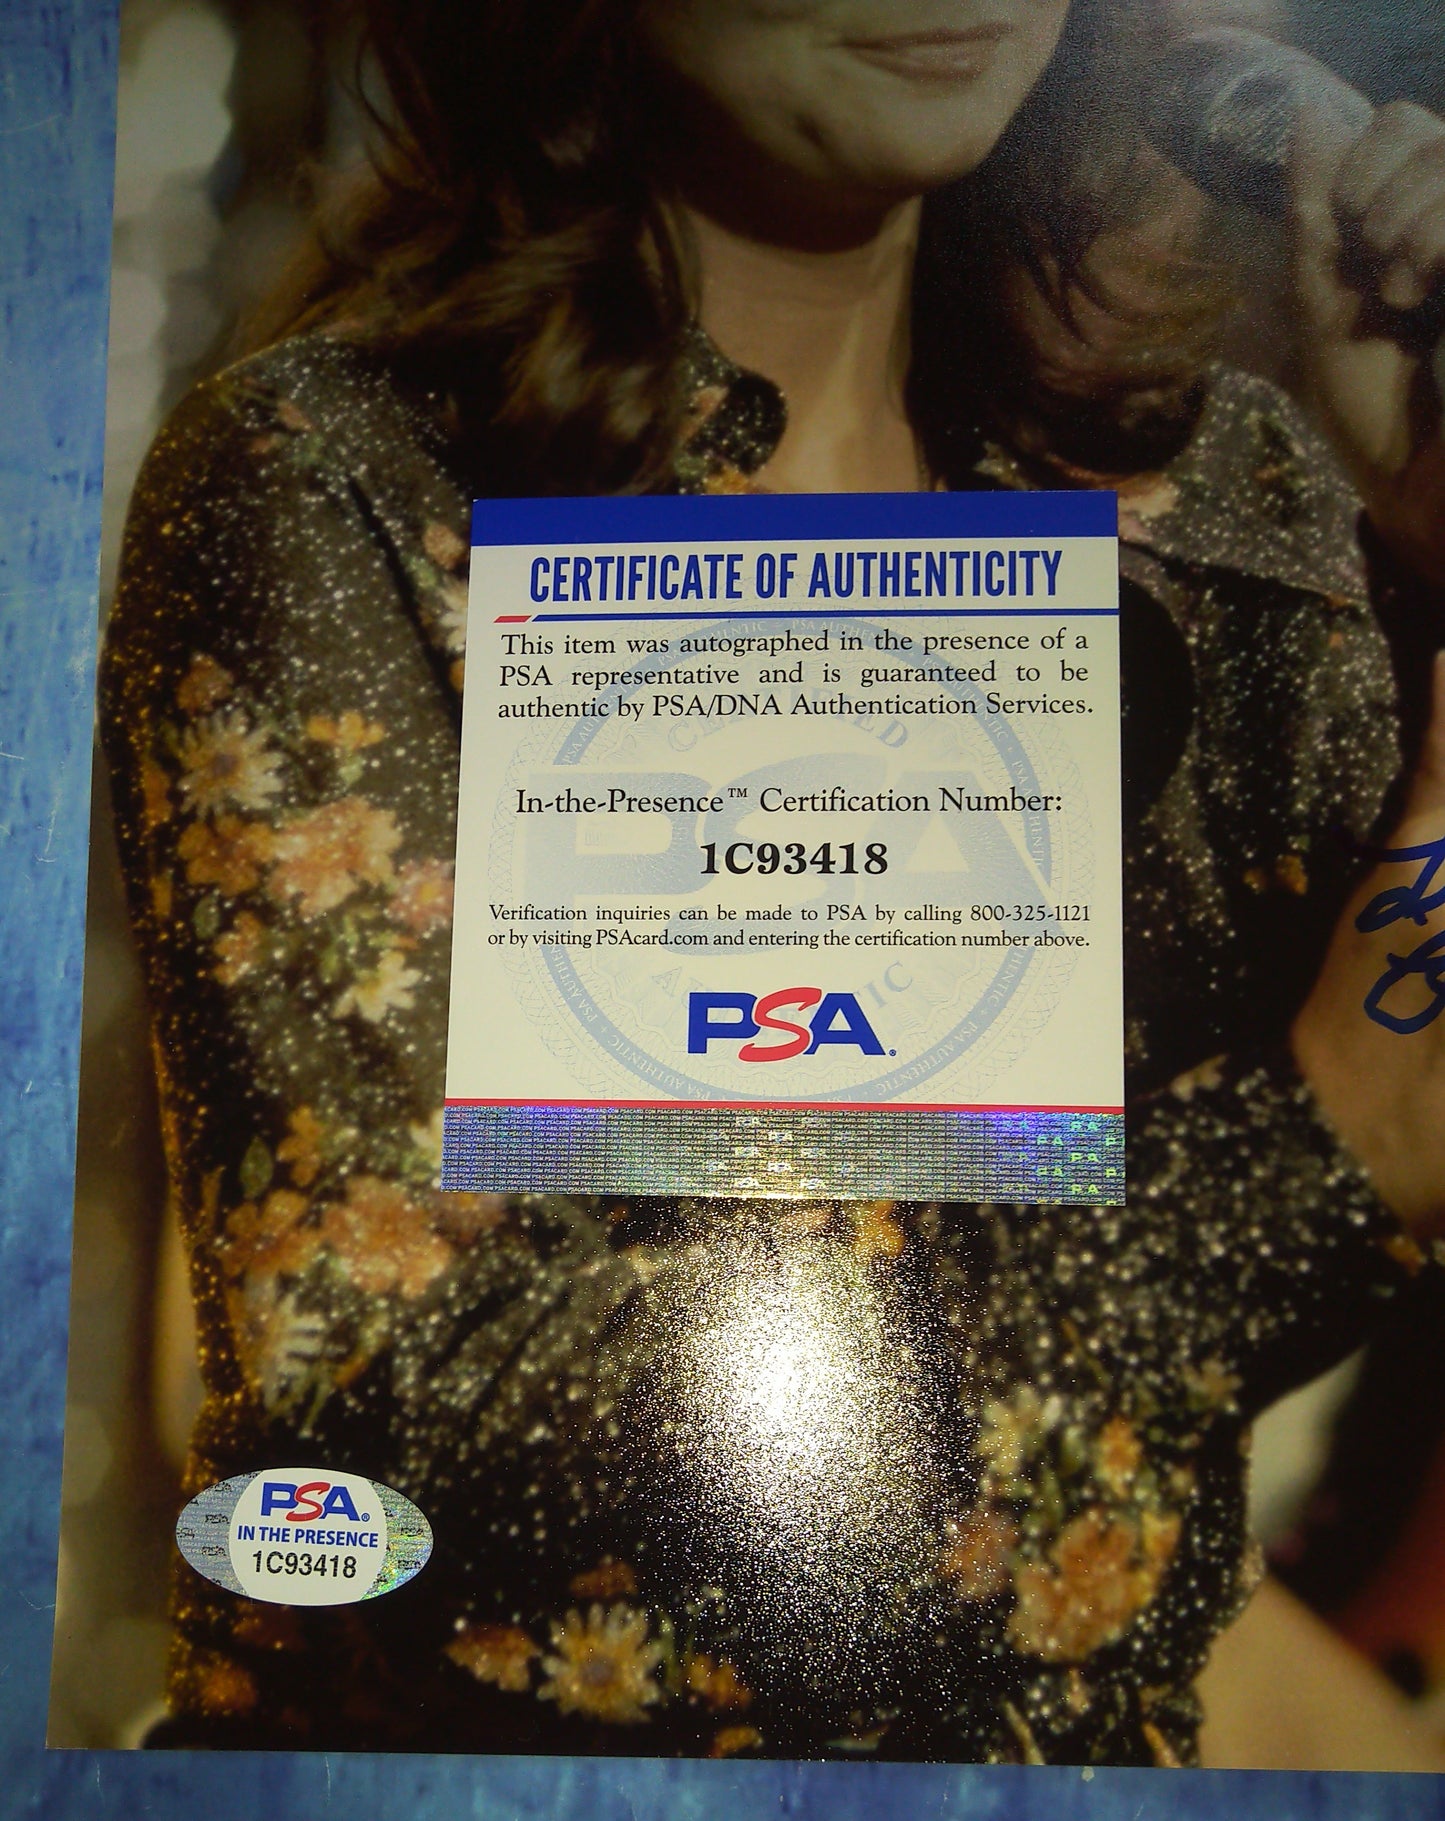 CERTIFICATE OF AUTHENTICITY
This item was autographed in the presence of a
PSA representative and is guaranteed to be
authentic by PSA/DNA Authentication Services.
In-the-Presence™ Certification Number:
1C93418
Verification inquiries can be made to PSA by calling 800-325-1121
or by visiting PSAcard.com and entering the certification number above.
PSA®
PSA®
IN THE PRESENCE
1C93418